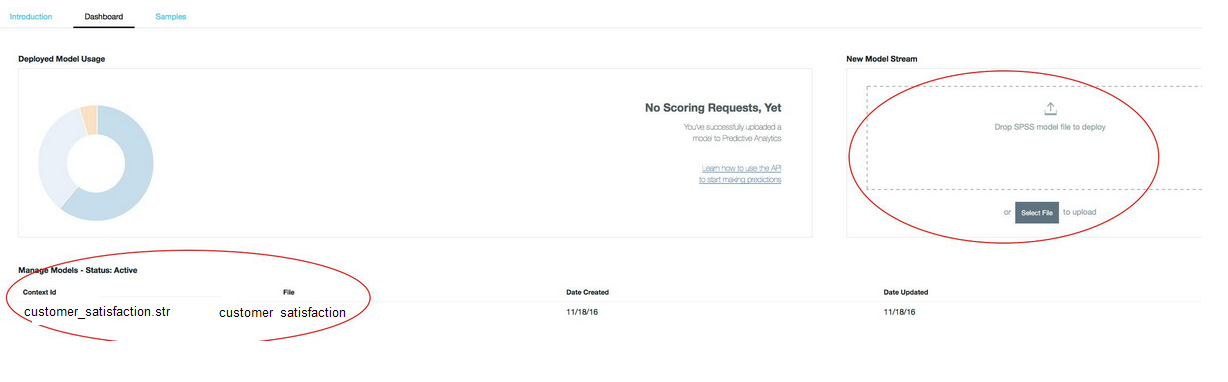 Introduction Dashboard Samples
Deployed Model Usage
No Scoring Requests, Yet
You've successfully uploaded a
model to Predictive Analytics
Learn how to use the API
to start making predictions
New Model Stream
Drop SPSS model file to deploy
or Select File to upload
Manage Models - Status: Active
Context Id File Date Created Date Updated
customer_satisfaction.str customer satisfaction 11/18/16 11/18/16